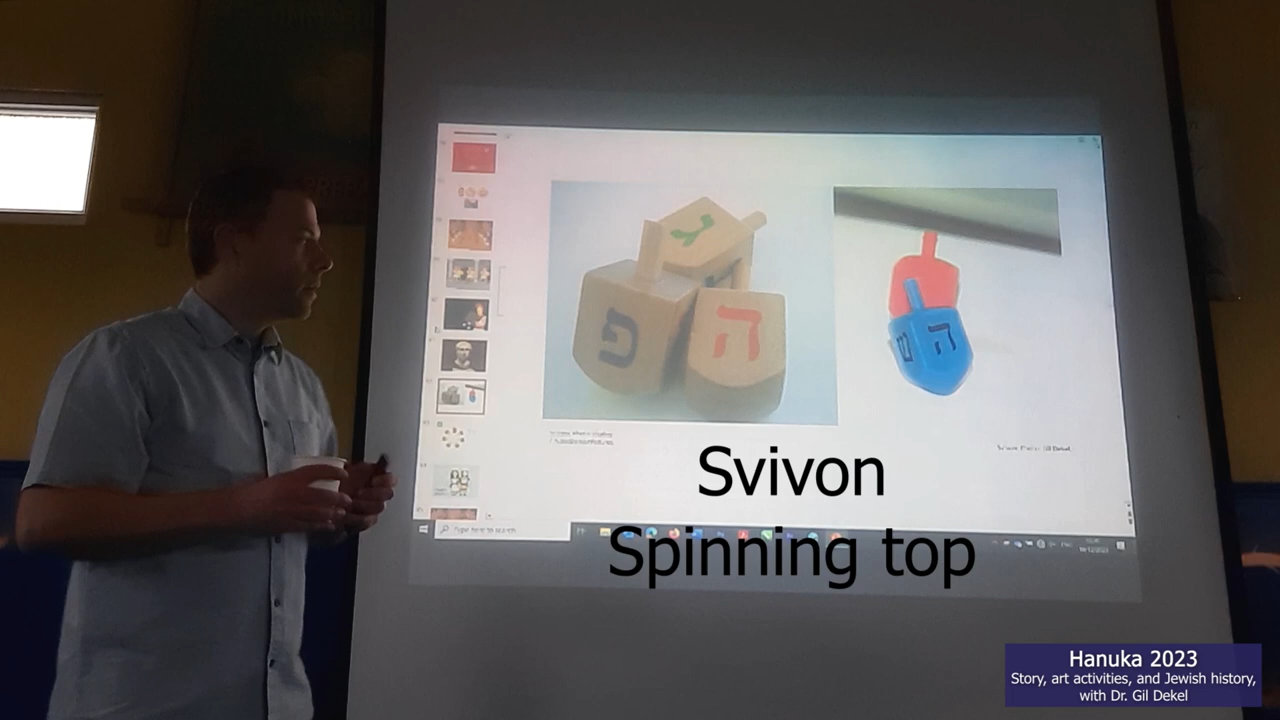 נ
פ
ה
ש ה
Svivon
Spinning top
Type here to search
Hanuka 2023
Story, art activities, and Jewish history,
with Dr. Gil Dekel